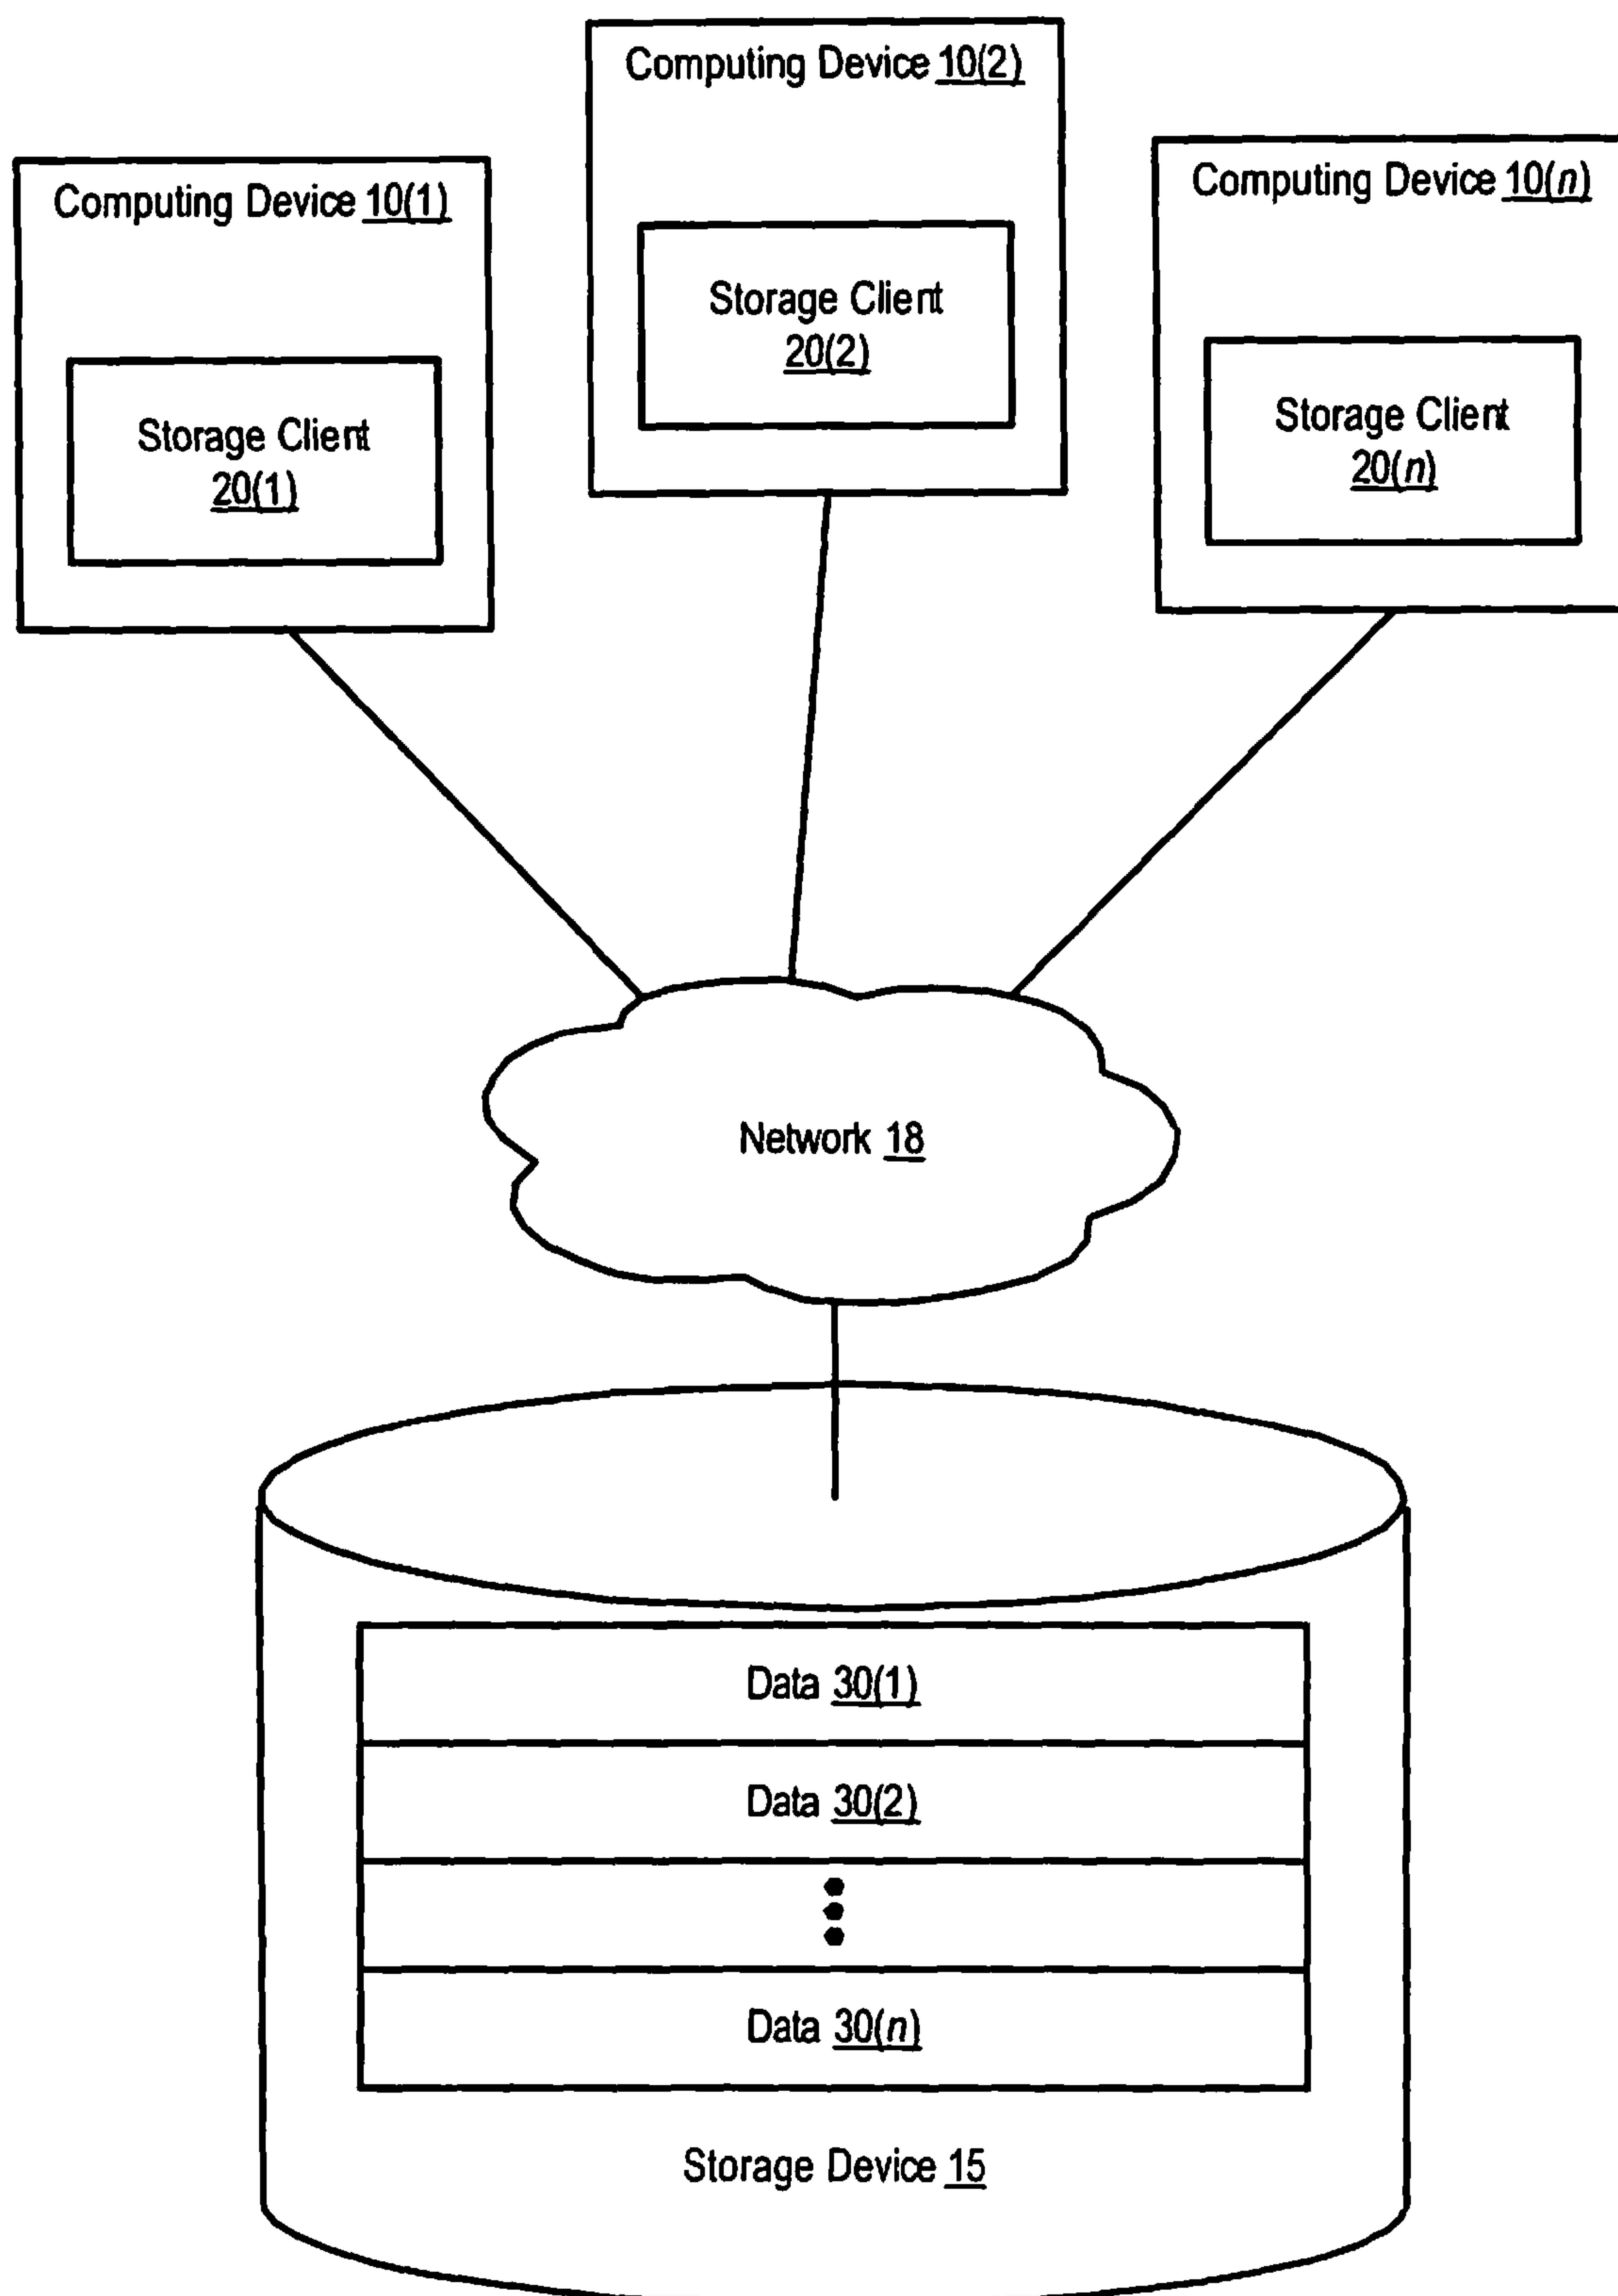 Computing Device 10(1)
Storage Client
20(1)
Computing Device 10(2)
Storage Client
20(2)
Computing Device 10(n)
Storage Client
20(n)
Network 18
Data 30(1)
Data 30(2)
Data 30(n)
Storage Device 15